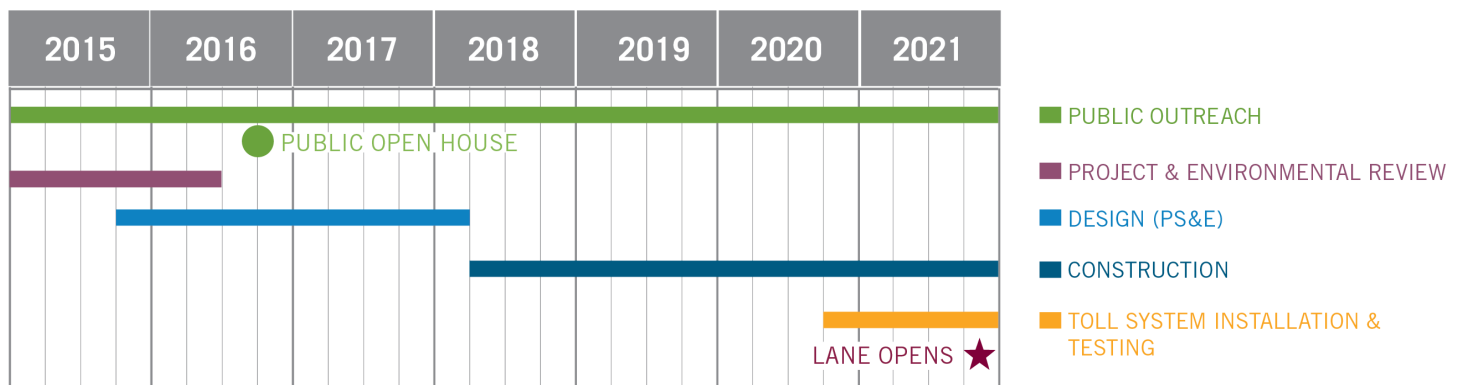 2015 2016 2017 2018 2019 2020 2021
PUBLIC OUTREACH
PUBLIC OPEN HOUSE
PROJECT & ENVIRONMENTAL REVIEW
DESIGN (PS&E)
CONSTRUCTION
TOLL SYSTEM INSTALLATION &
TESTING
LANE OPENS